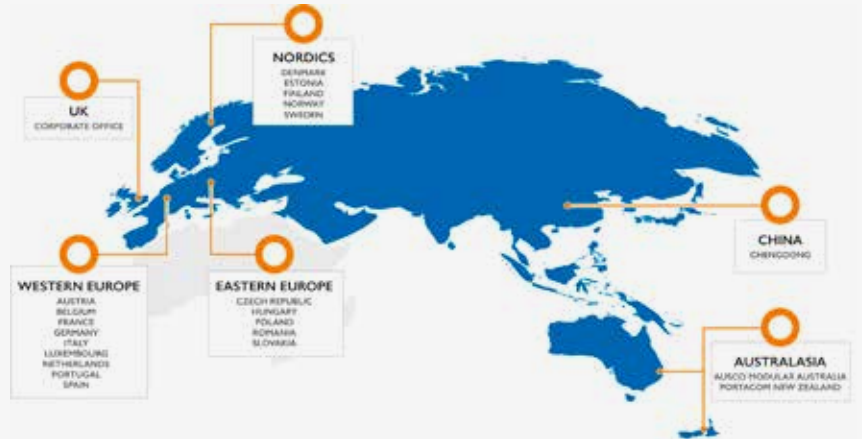 NORDICS
DENMARK
ESTONIA
FINLAND
NORWAY
SWEDEN
UK
CORPORATE OFFICE
CHINA
CHENGDONG
WESTERN EUROPE
AUSTRIA
BELGIUM
FRANCE
GERMANY
ITALY
LUXEMBOURG
NETHERLANDS
PORTUGAL
SPAIN
EASTERN EUROPE
CZECH REPUBLIC
HUNGARY
POLAND
ROMANIA
SLOVAKIA
AUSTRALASIA
AUSCO MODULAR AUSTRALIA
PORTACOM NEW ZEALAND